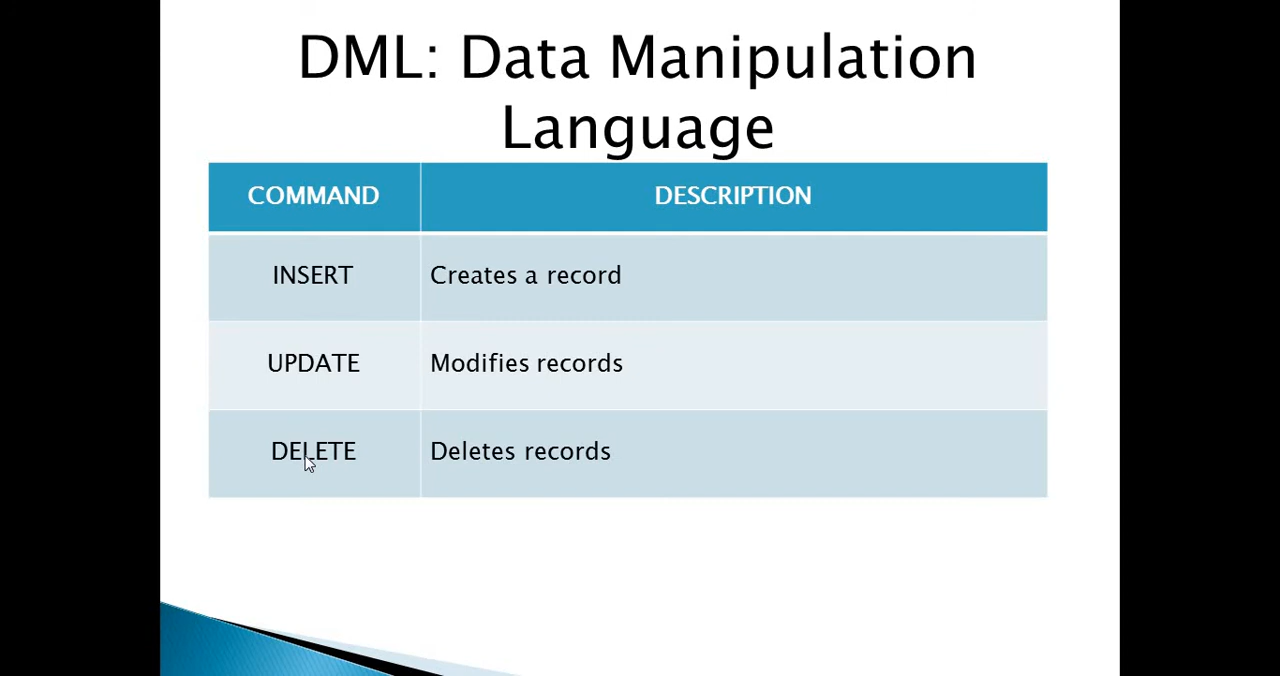 DML: Data Manipulation
Language
COMMAND DESCRIPTION
INSERT Creates a record
UPDATE Modifies records
DELETE Deletes records